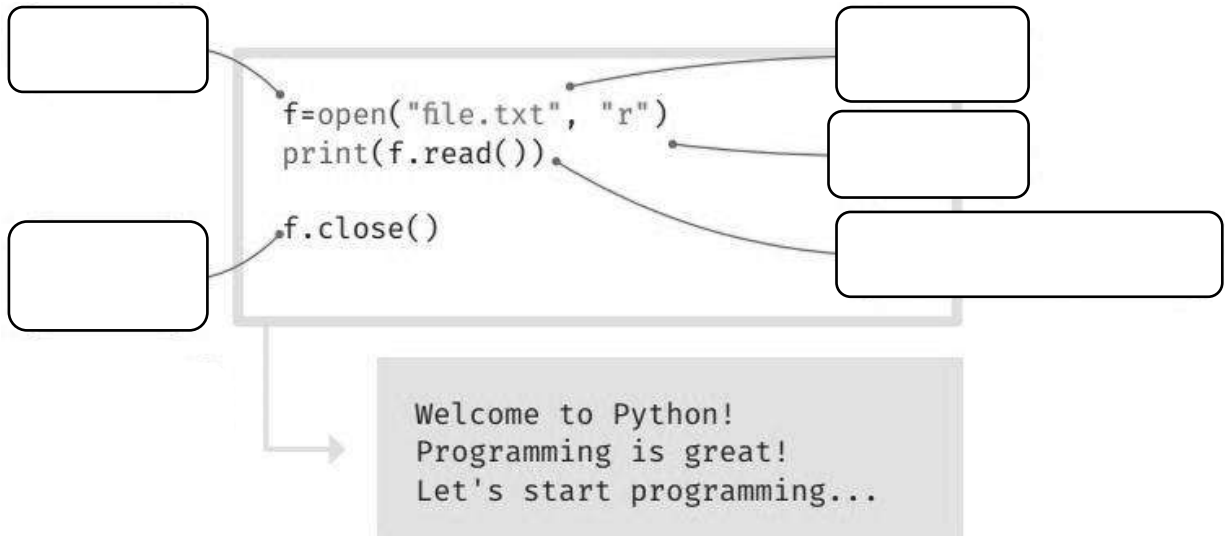 f=open("file.txt", "r")
print(f.read())
f.close()
Welcome to Python!
Programming is great!
Let's start programming...